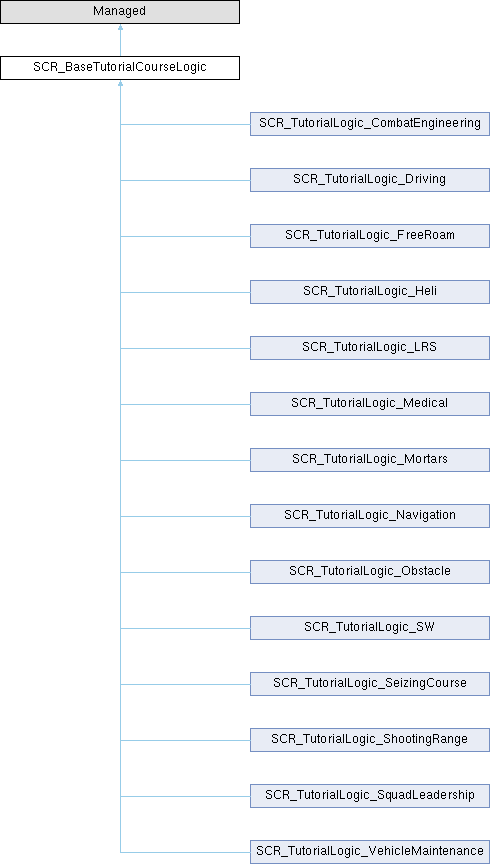 Managed
SCR_BaseTutorialCourseLogic
SCR_TutorialLogic_CombatEngineering
SCR_TutorialLogic_Driving
SCR_TutorialLogic_FreeRoam
SCR_TutorialLogic_Heli
SCR_TutorialLogic_LRS
SCR_TutorialLogic_Medical
SCR_TutorialLogic_Mortars
SCR_TutorialLogic_Navigation
SCR_TutorialLogic_Obstacle
SCR_TutorialLogic_SW
SCR_TutorialLogic_SeizingCourse
SCR_TutorialLogic_ShootingRange
SCR_TutorialLogic_SquadLeadership
SCR_TutorialLogic_VehicleMaintenance